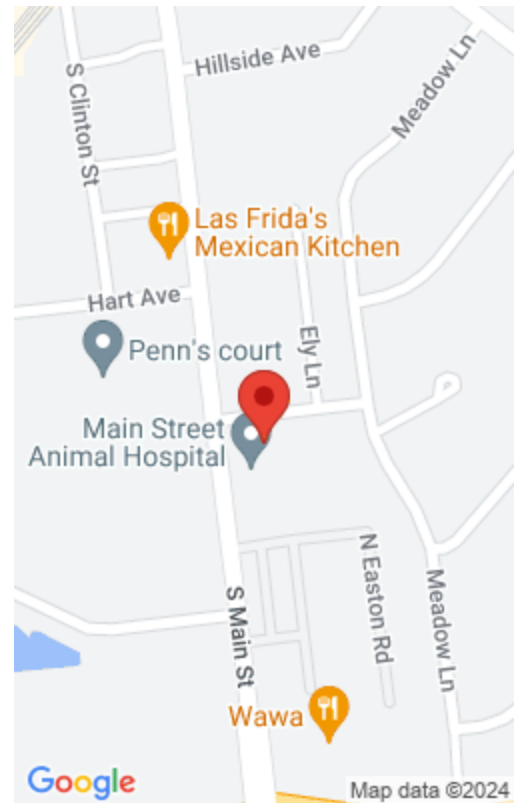 Hillside Ave
S Clinton St
Meadow Ln
Las Frida's
Mexican Kitchen
Hart Ave
Penn's court
Ely Ln
Main Street
Animal Hospital
N Easton Rd
S Main St
Meadow Ln
Wawa
Google
Map data ©2024